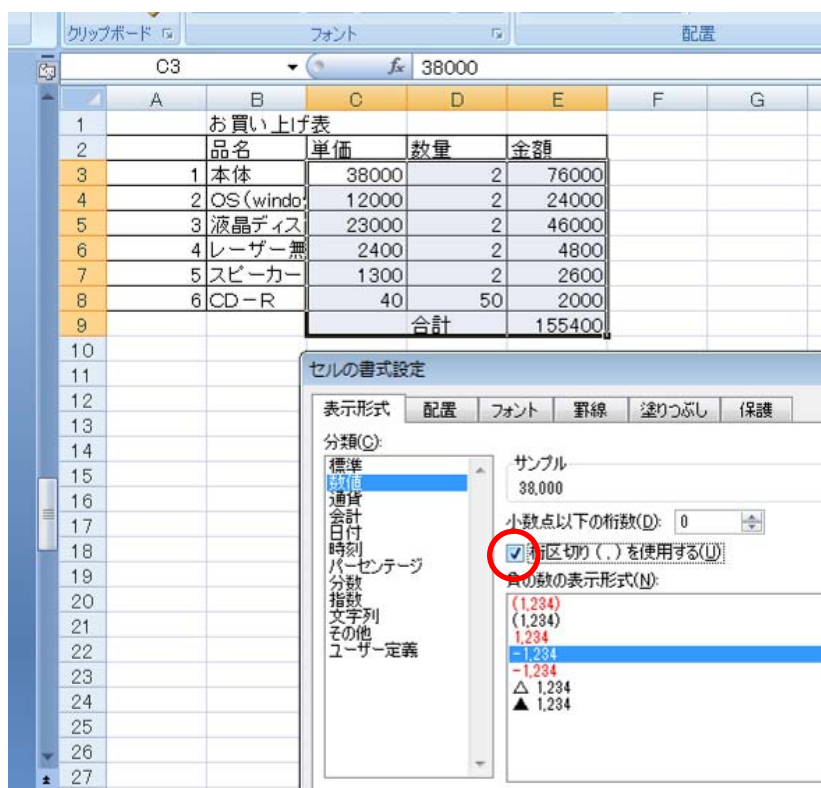 クリップボード フォント 配置
C3 fx 38000
A B C D E F G
1 お買い上げ表
2 品名 単価 数量 金額
3 1 本体 38000 2 76000
4 2 OS(windo 12000 2 24000
5 3 液晶ディス 23000 2 46000
6 4 レーザー無 2400 2 4800
7 5 スピーカー 1300 2 2600
8 6 CD-R 40 50 2000
9 合計 155400
10
11
12
13
14
15
16
17
18
19
20
21
22
23
24
25
26
27
セルの書式設定
表示形式 配置 フォント 罫線 塗りつぶし 保護
分類(C):
標準
数値
通貨
会計
日付
時刻
パーセンテージ
分数
指数
文字列
その他
ユーザー定義
サンプル
38,000
小数点以下の桁数(D): 0
桁区切り(,)を使用する(U)
負の数の表示形式(N):
(1,234)
(1,234)
1,234
-1,234
-1,234
△ 1,234
▲ 1,234